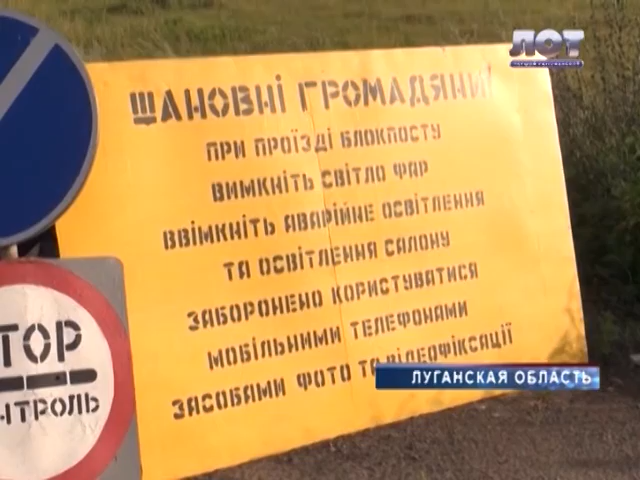 ЛОТ
ШАНОВНІ ГРОМАДЯНИ!
ПРИ ПРОЇЗДІ БЛОКПОСТУ
ВИМКНІТЬ СВІТЛО ФАР
ВВІМКНІТЬ АВАРІЙНЕ ОСВІТЛЕННЯ
ТА ОСВІТЛЕННЯ САЛОНУ
ЗАБОРОНЕНО КОРИСТУВАТИСЯ
МОБІЛЬНИМИ ТЕЛЕФОНАМИ
ЗАСОБАМИ ФОТО ТА ВІДЕОФІКСАЦІЇ
ТОР
НТРОЛЬ
ЛУГАНСКАЯ ОБЛАСТЬ